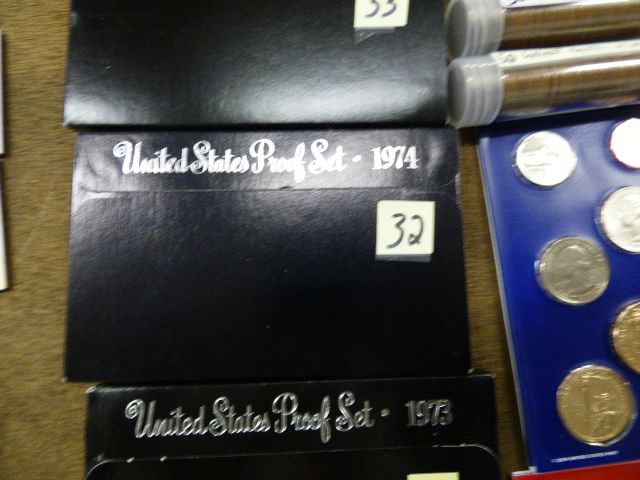 33
United States Proof Set · 1974
32
United States Proof Set · 1973